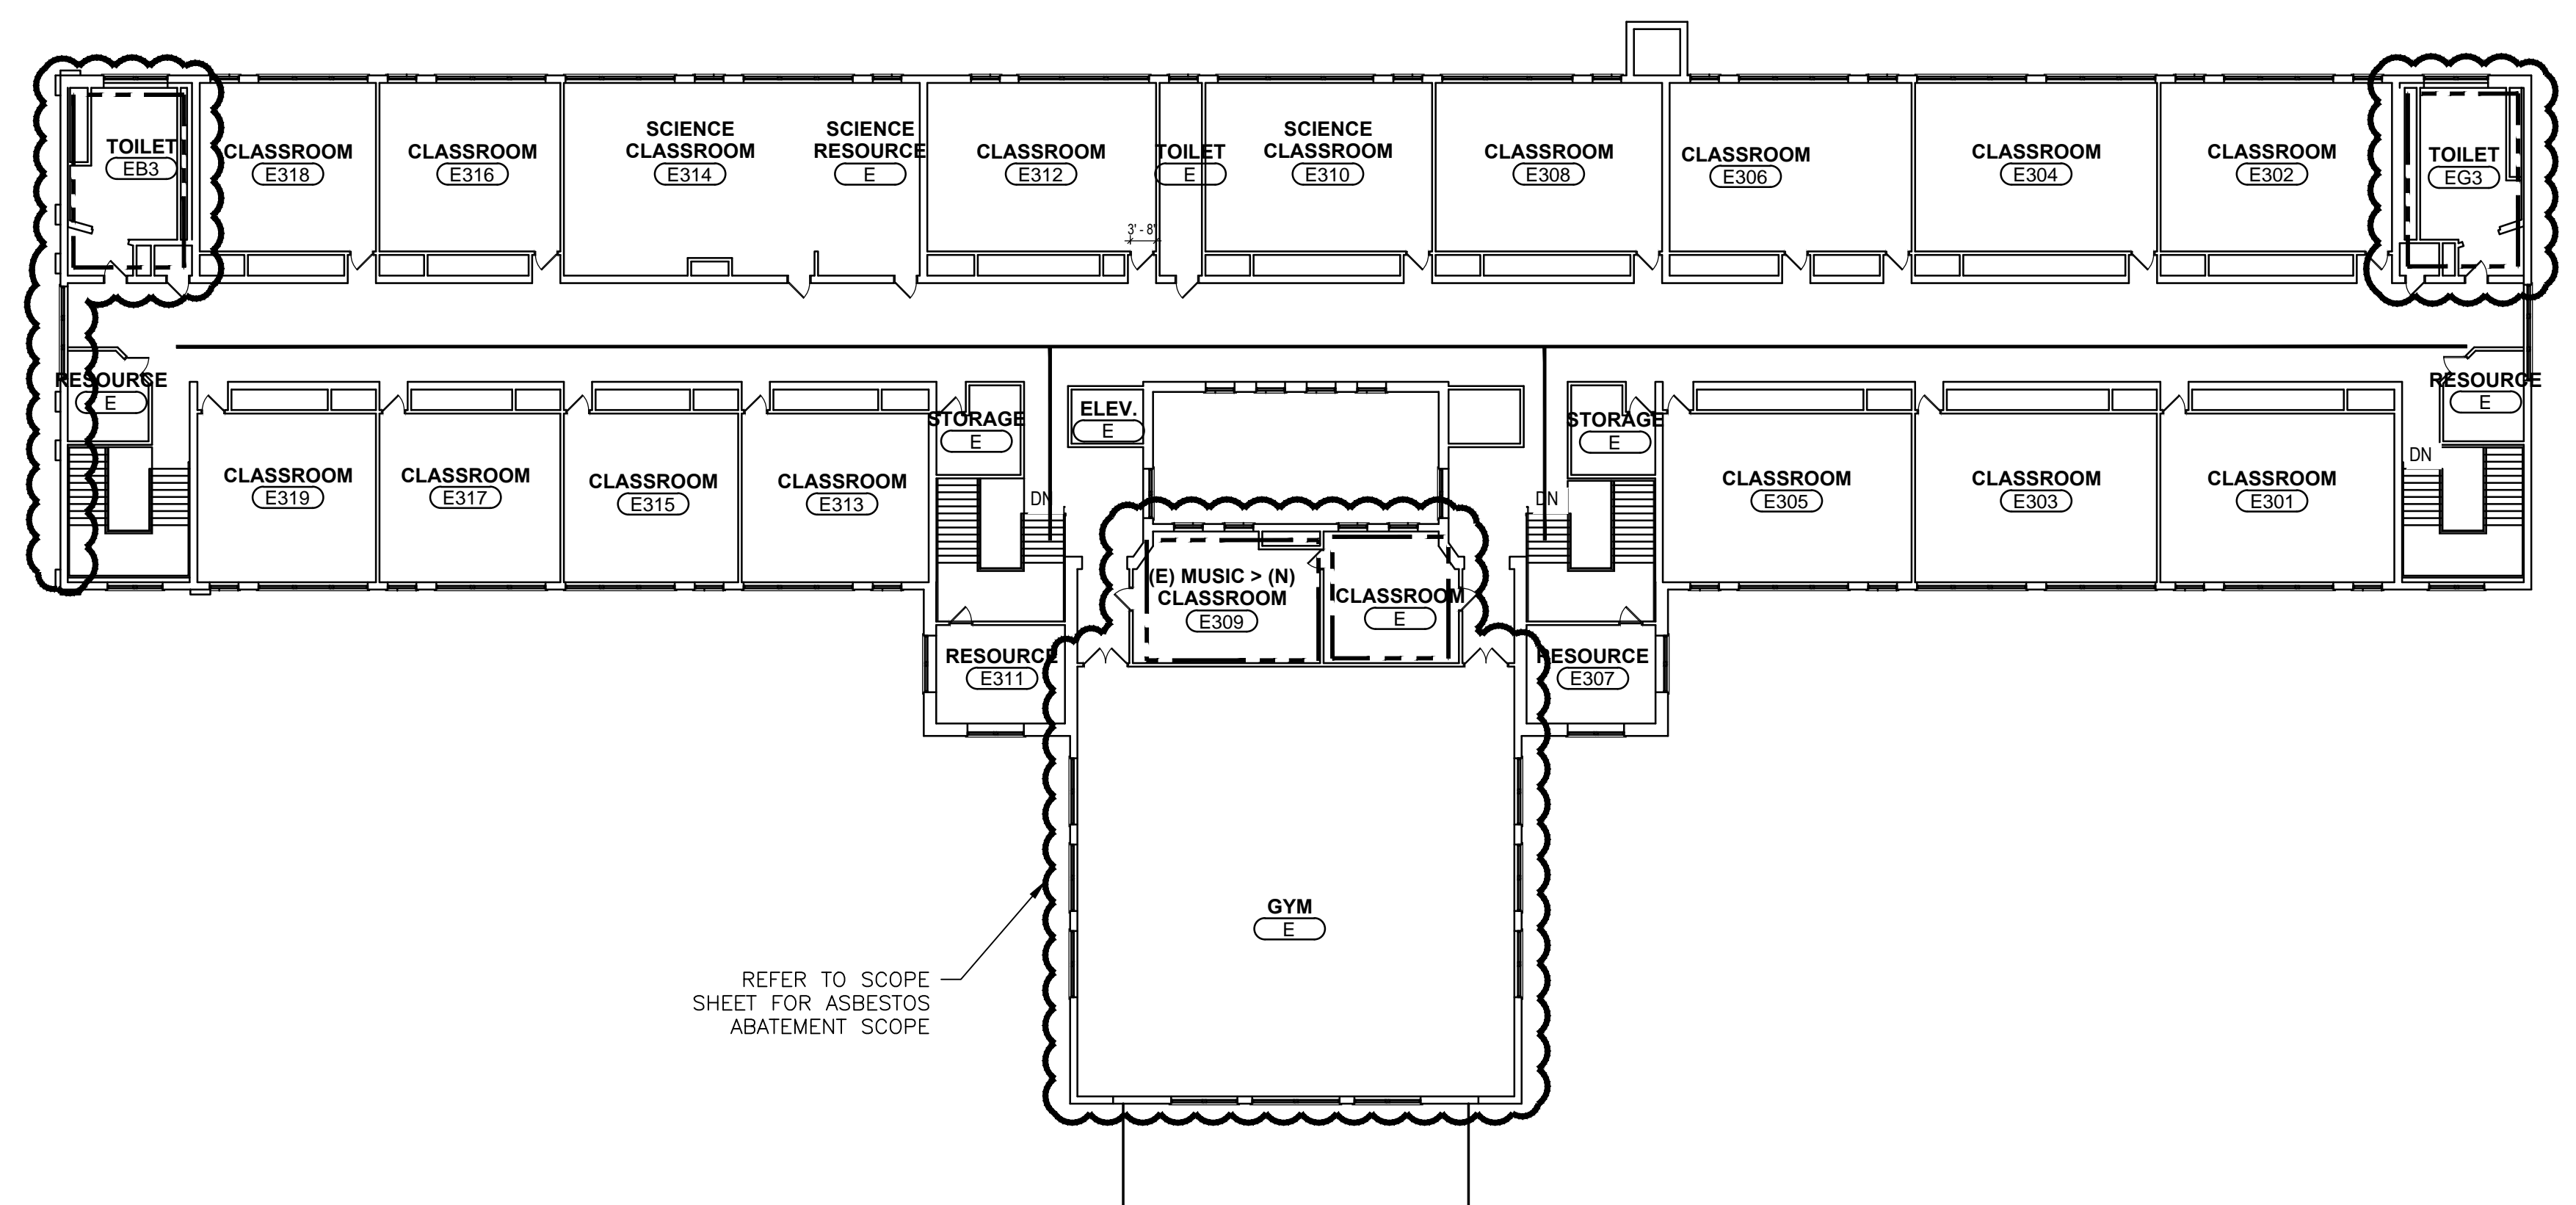 TOILET
EB3
CLASSROOM
E318
CLASSROOM
E316
SCIENCE
CLASSROOM
E314
SCIENCE
RESOURCE
E
CLASSROOM
E312
3' - 8"
TOILET
E
SCIENCE
CLASSROOM
E310
CLASSROOM
E308
CLASSROOM
E306
CLASSROOM
E304
CLASSROOM
E302
TOILET
EG3
RESOURCE
E
CLASSROOM
E319
CLASSROOM
E317
CLASSROOM
E315
CLASSROOM
E313
STORAGE
E
DN
ELEV.
E
STORAGE
E
DN
CLASSROOM
E305
CLASSROOM
E303
CLASSROOM
E301
RESOURCE
E
DN
(E) MUSIC > (N)
CLASSROOM
E309
CLASSROOM
E
RESOURCE
E311
RESOURCE
E307
GYM
E
REFER TO SCOPE
SHEET FOR ASBESTOS
ABATEMENT SCOPE